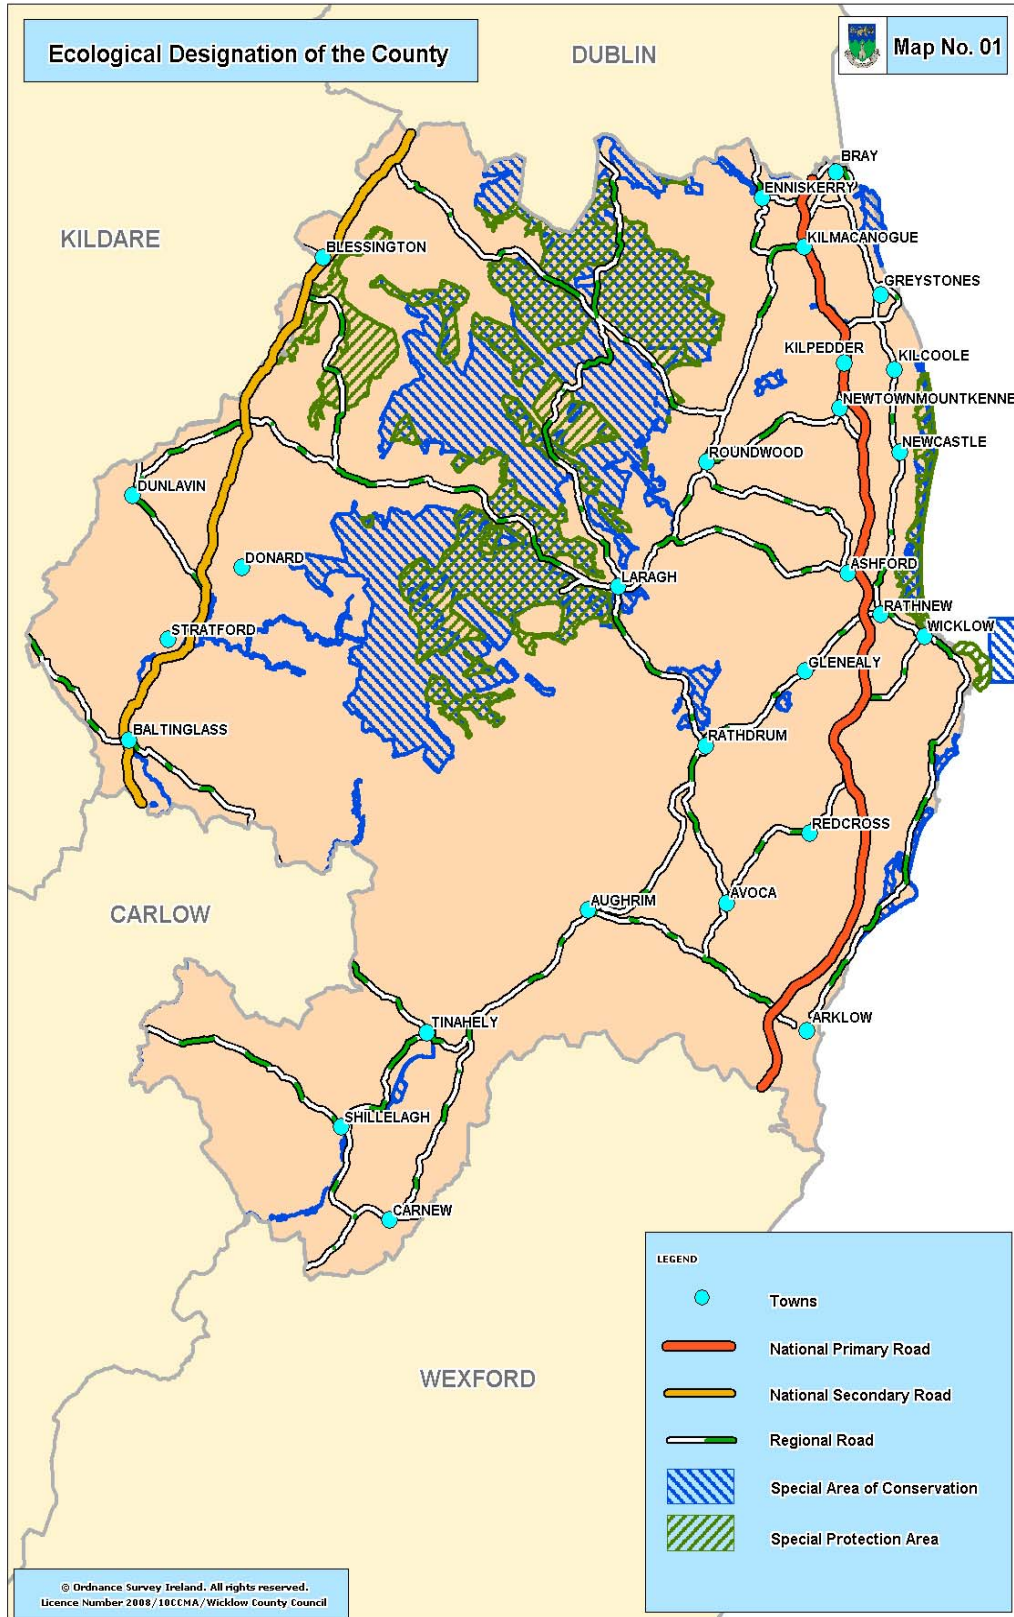 Ecological Designation of the County
DUBLIN
Map No. 01
BRAY
ENNISKERRY
KILDARE
KILMACANOGUE
BLESSINGTON
GREYSTONES
KILPEDDER
KILCOOLE
NEWTOWNMOUNTKENNE
NEWCASTLE
ROUNDWOOD
DUNLAVIN
DONARD
ASHFORD
LARAGH
RATHNEW
STRATFORD
WICKLOW
GLENEALY
BALTINGLASS
RATHDRUM
REDCROSS
AVOCA
AUGHRIM
CARLOW
TINAHELY
ARKLOW
SHILLELAGH
CARNEW
WEXFORD
LEGEND
Towns
National Primary Road
National Secondary Road
Regional Road
Special Area of Conservation
Special Protection Area
© Ordnance Survey Ireland. All rights reserved.
Licence Number 2008/10CCMA/Wicklow County Council